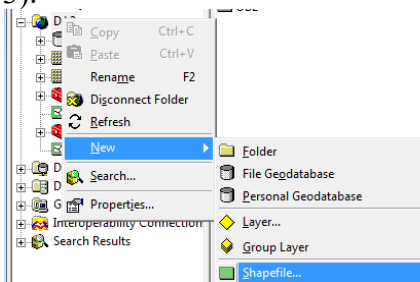 Copy Ctrl+C
Paste Ctrl+V
Rename F2
Disconnect Folder
Refresh
New
Search...
Properties...
Interoperability Connection
Search Results
Folder
File Geodatabase
Personal Geodatabase
Layer...
Group Layer
Shapefile...